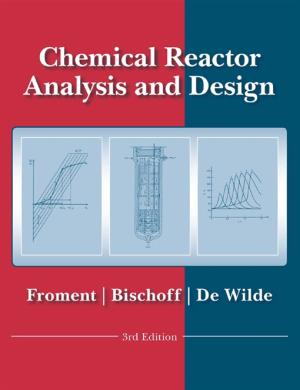 Chemical Reactor
Analysis and Design
Froment | Bischoff | De Wilde
3rd Edition